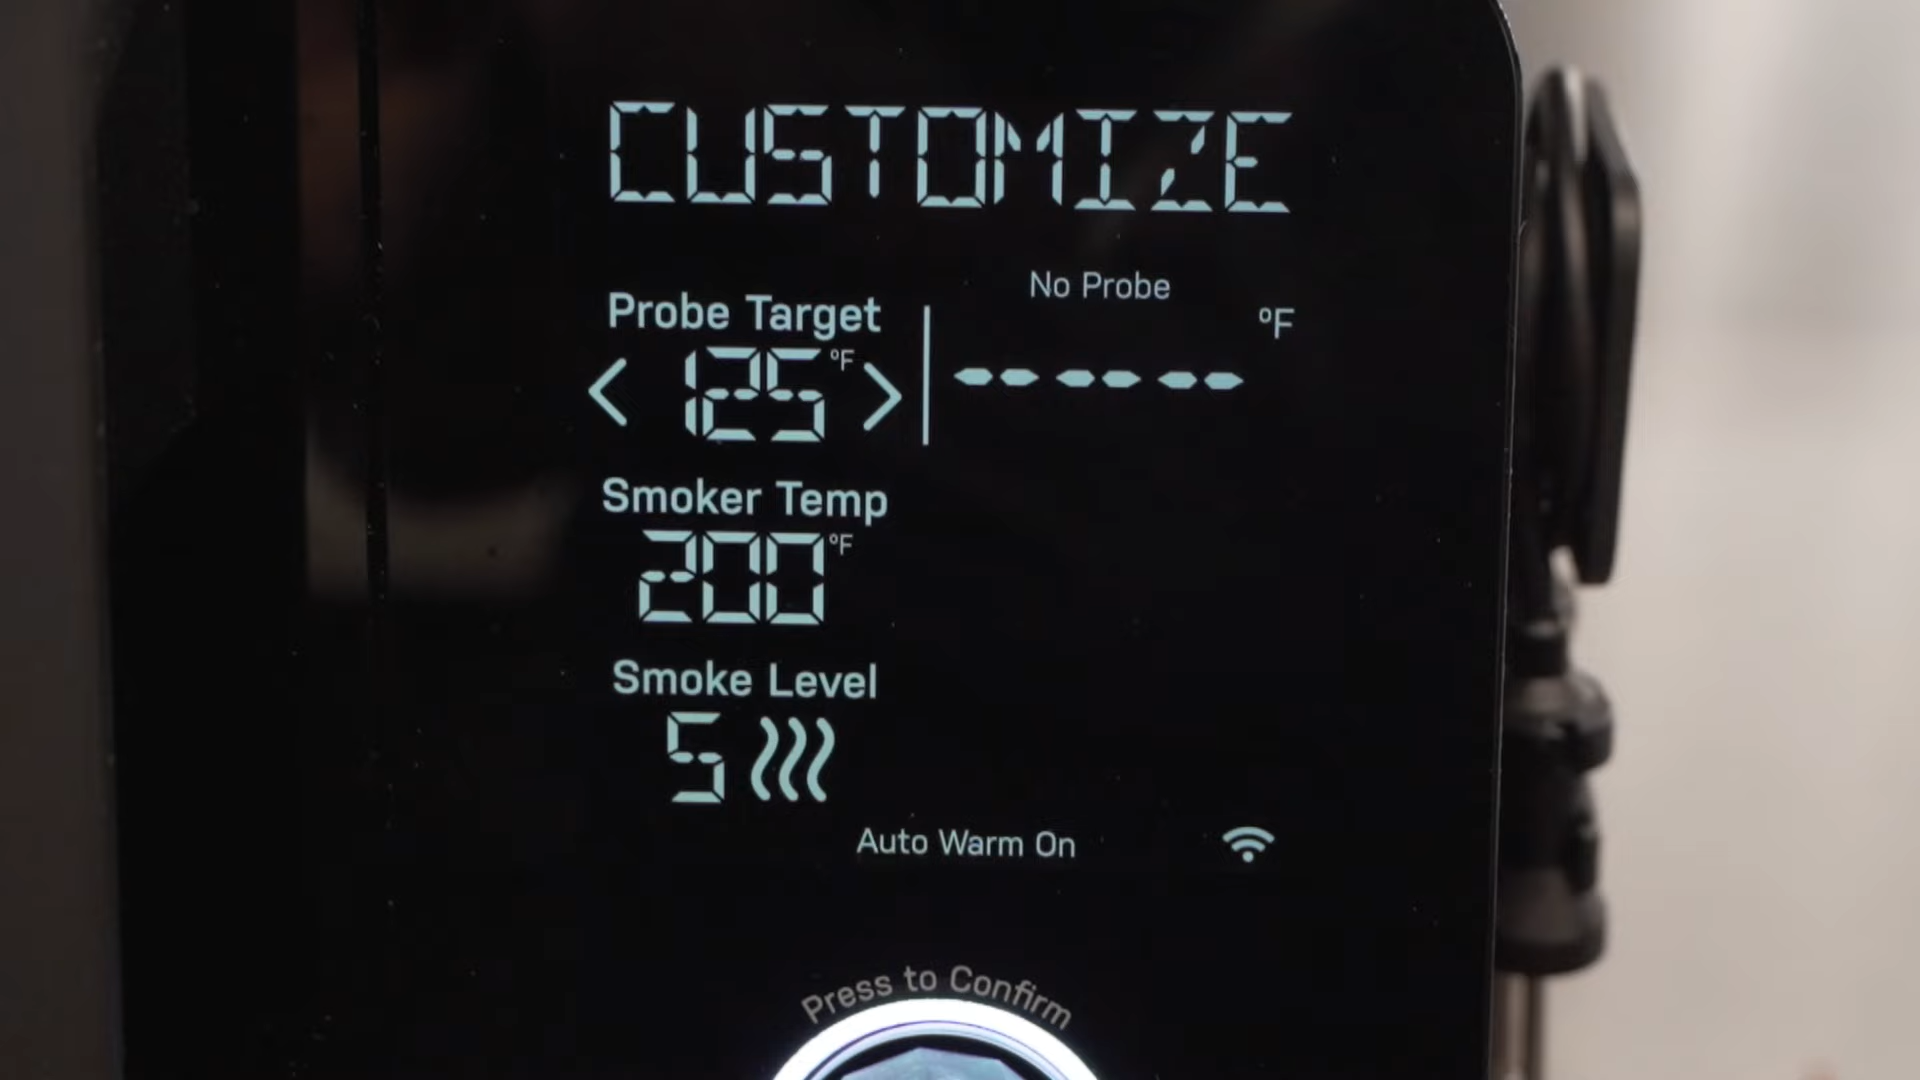 CUSTOMIZE
No Probe
Probe Target
°F
< 125 °F >
------
Smoker Temp
200 °F
Smoke Level
5
Auto Warm On
Press to Confirm